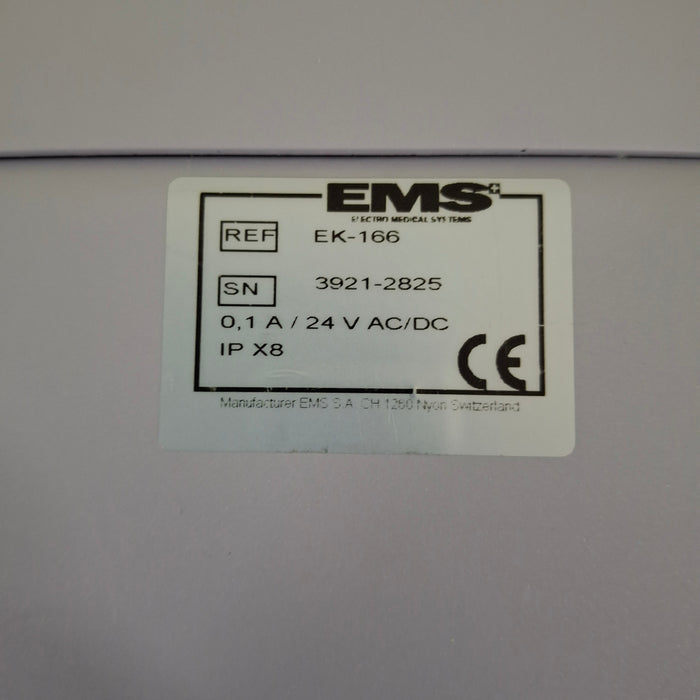 EMS+
ELECTRO MEDICAL SYSTEMS
REF EK-166
SN 3921-2825
0,1 A / 24 V AC/DC
IP X8
CE
Manufacturer EMS S.A. CH 1260 Nyon Switzerland